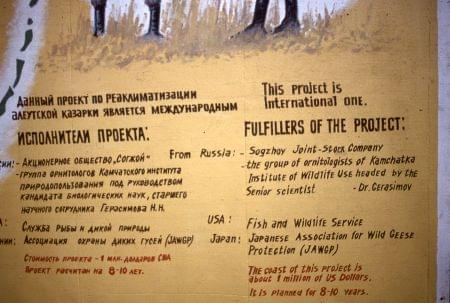 Данный проект по реаклиматизации
алеутской казарки является международным
This project is
International one.
ИСПОЛНИТЕЛИ ПРОЕКТА:
- Акционерное общество „Согжой"
- группа орнитологов Камчатского института
природопользования под руководством
кандидата биологических наук, старшего
научного сотрудника Герасимова Н.Н.
Служба рыбы и дикой природы
Ассоциация охраны диких гусей (JAWGP)
Стоимость проекта - 1 млн. долларов США
Проект расчитан на 8-10 лет.
FULFILLERS OF THE PROJECT:
From Russia: - Sogzhoy Joint-Stock Company
- the group of ornitologists of Kamchatka
Institute of Wildlife Use headed by the
Senior scientist - Dr. Gerasimov
USA: Fish and Wildlife Service
Japan: Japanese Association for Wild Geese
Protection (JAWGP)
The coast of this project is
about 1 million of US Dollars.
It is planned for 8-10 years.